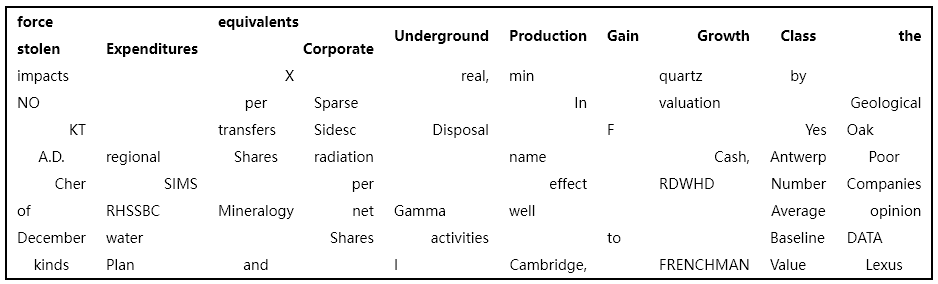 force equivalents
stolen Expenditures Corporate Underground Production Gain Growth Class the
impacts X real, min quartz by
NO per Sparse In valuation Geological
KT transfers Sidesc Disposal F Yes Oak
A.D. regional Shares radiation name Cash, Antwerp Poor
Cher SIMS per effect RDWHD Number Companies
of RHSSBC Mineralogy net Gamma well Average opinion
December water Shares activities to Baseline DATA
kinds Plan and I Cambridge, FRENCHMAN Value Lexus